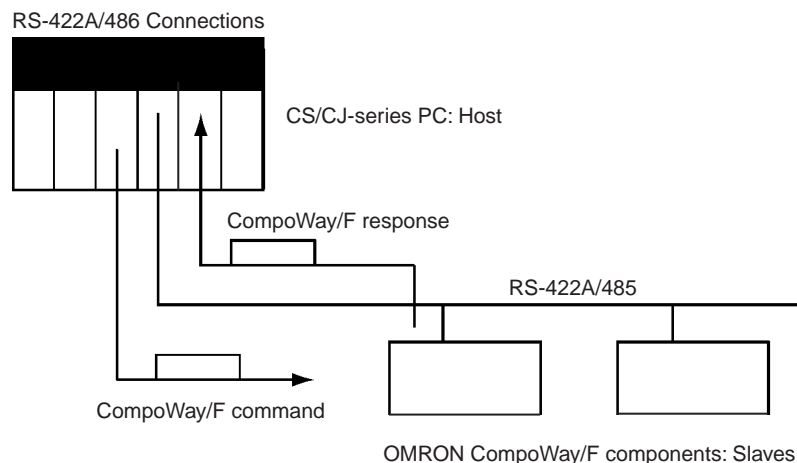 RS-422A/486 Connections
CS/CJ-series PC: Host
CompoWay/F response
RS-422A/485
CompoWay/F command
OMRON CompoWay/F components: Slaves